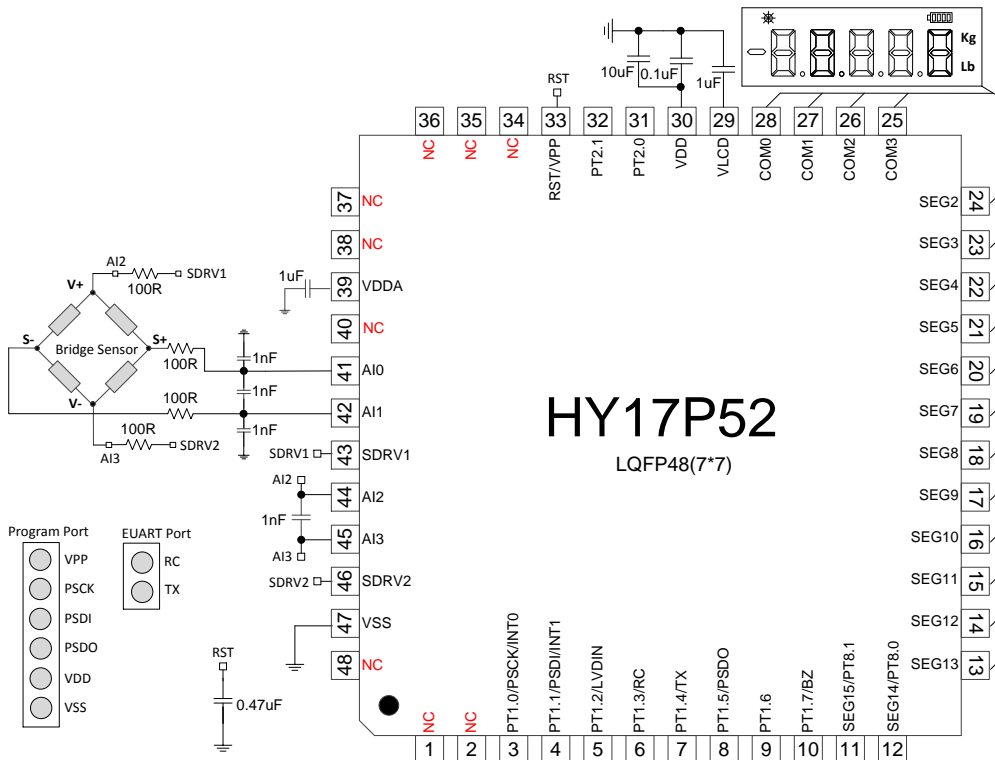 Kg
Lb
10uF 0.1uF 1uF
RST
36 35 34 33 32 31 30 29 28 27 26 25
NC NC NC RST/VPP PT2.1 PT2.0 VDD VLCD COM0 COM1 COM2 COM3
37 NC
38 NC
1uF
39 VDDA
40 NC
41 AI0
42 AI1
SDRV1 43 SDRV1
AI2
44 AI2
1nF
45 AI3
AI3
SDRV2 46 SDRV2
47 VSS
48 NC
AI2 SDRV1
100R
V+
S- Bridge Sensor S+
100R
1nF
1nF
1nF
100R
V-
100R
AI3 SDRV2
HY17P52
LQFP48(7*7)
SEG2 24
SEG3 23
SEG4 22
SEG5 21
SEG6 20
SEG7 19
SEG8 18
SEG9 17
SEG10 16
SEG11 15
SEG12 14
SEG13 13
Program Port
VPP
PSCK
PSDI
PSDO
VDD
VSS
EUART Port
RC
TX
RST
0.47uF
NC NC PT1.0/PSCK/INT0 PT1.1/PSDI/INT1 PT1.2/LVDIN PT1.3/RC PT1.4/TX PT1.5/PSDO PT1.6 PT1.7/BZ SEG15/PT8.1 SEG14/PT8.0
1 2 3 4 5 6 7 8 9 10 11 12